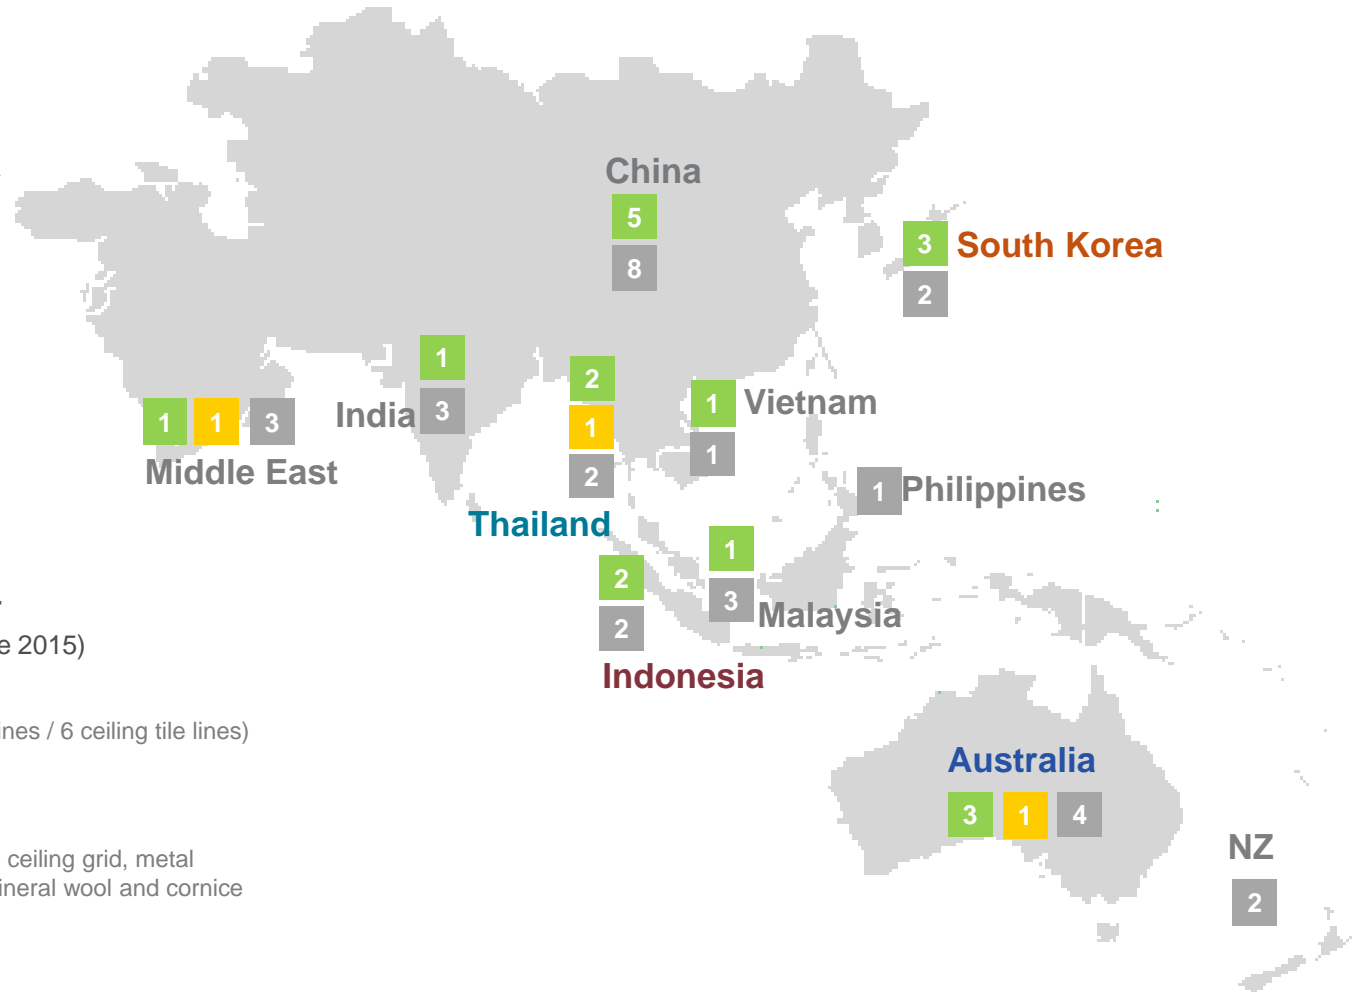 China
5
8
3 South Korea
2
1
India 3
2
1
2
Thailand
1 Vietnam
1
1 1 3
Middle East
1 Philippines
1
3 Malaysia
2
2
Indonesia
e 2015)
ines / 6 ceiling tile lines)
ceiling grid, metal
ineral wool and cornice
Australia
3 1 4
NZ
2